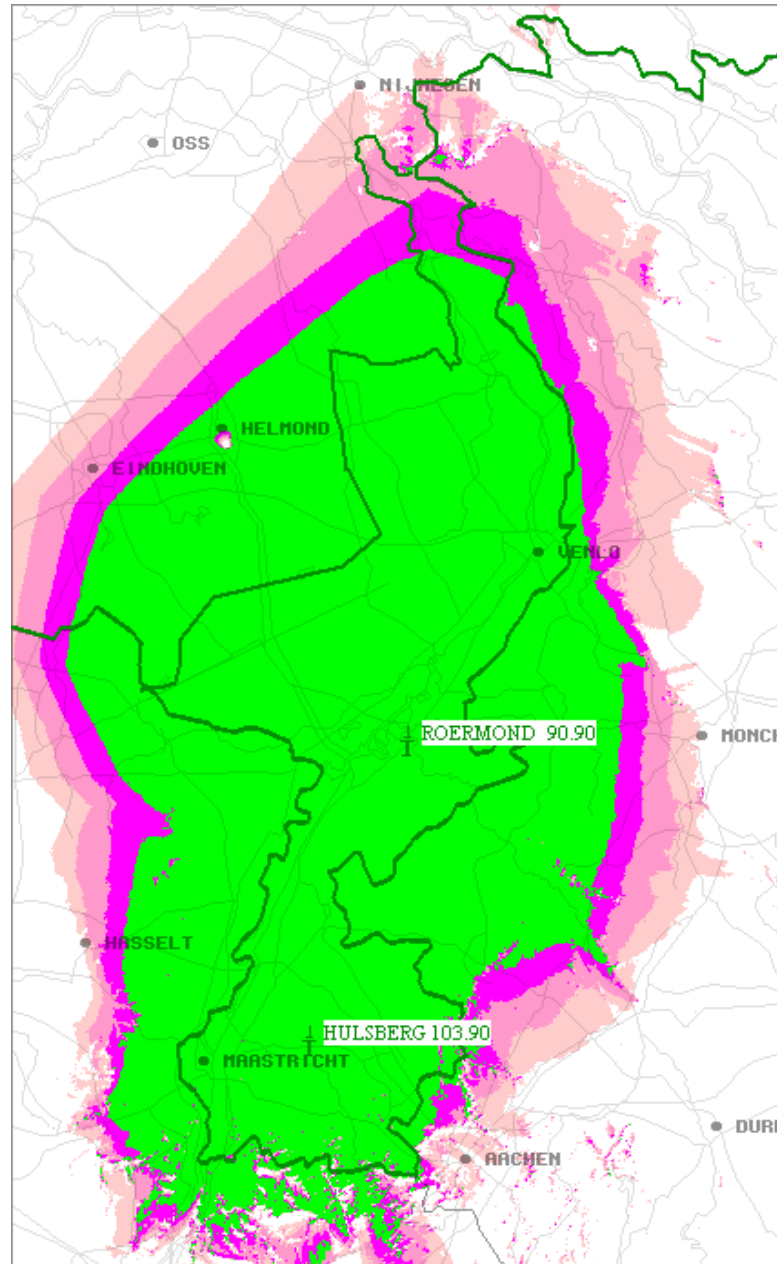 NIJMEGEN
OSS
HELMOND
EINDHOVEN
VENLO
ROERMOND 90.90
MONCH
HASSELT
HULSBERG 103.90
MAASTRICHT
DURE
AACHEN